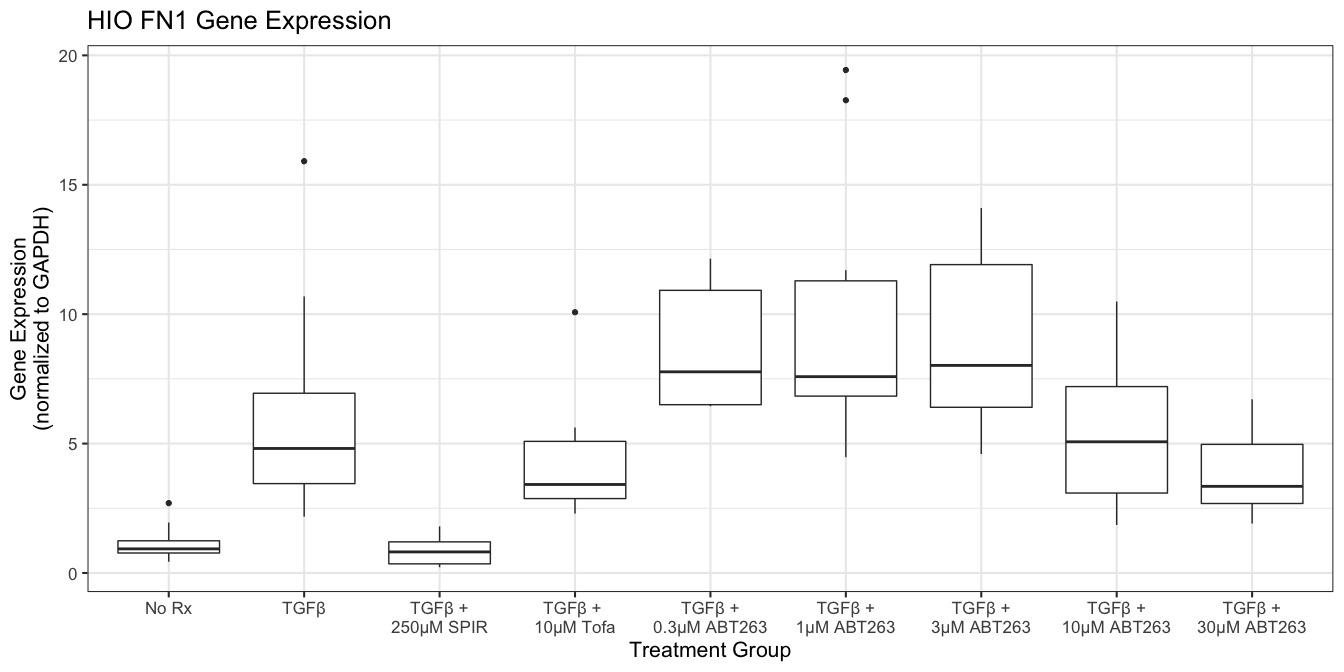 HIO FN1 Gene Expression
Gene Expression
(normalized to GAPDH)
20
15
10
5
0
No Rx
TGFβ
TGFβ +
250μM SPIR
TGFβ +
10μM Tofa
TGFβ +
0.3μM ABT263
TGFβ +
1μM ABT263
TGFβ +
3μM ABT263
TGFβ +
10μM ABT263
TGFβ +
30μM ABT263
Treatment Group